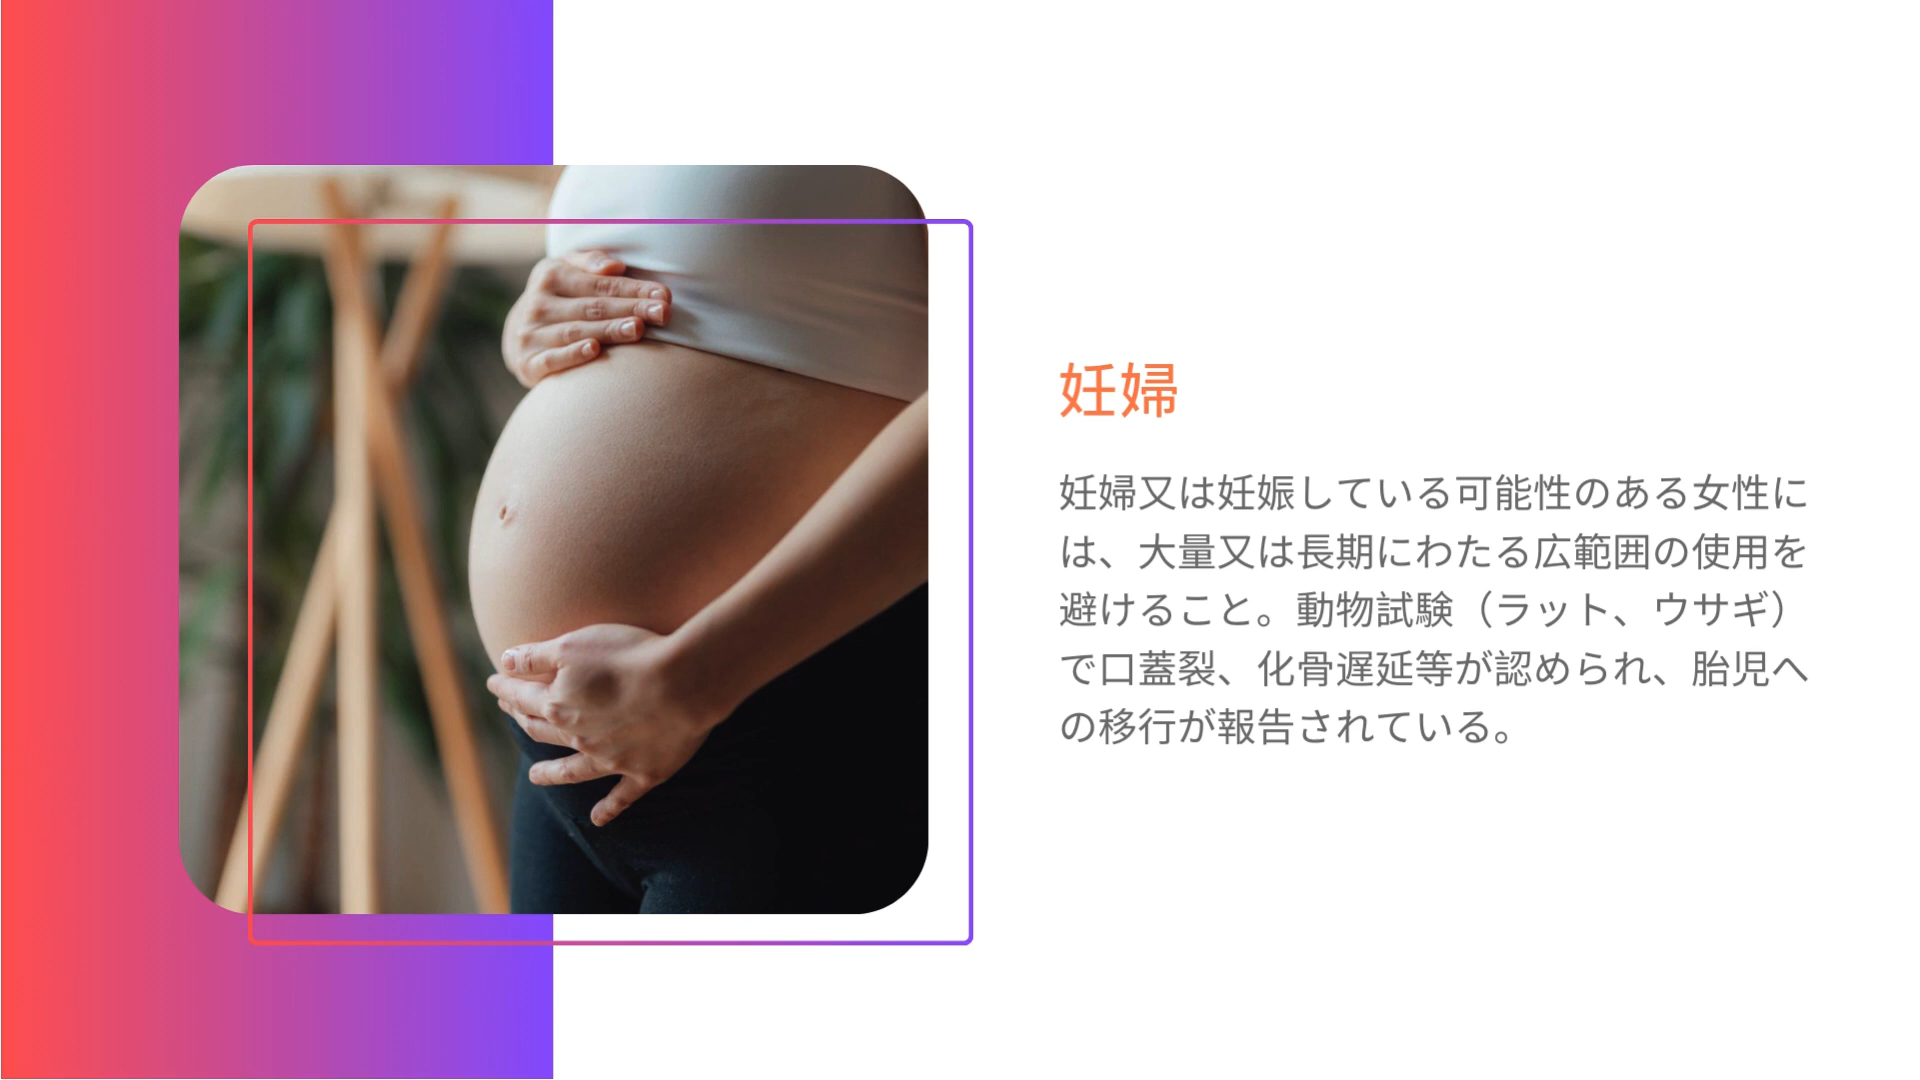 妊婦
妊婦又は妊娠している可能性のある女性に
は、大量又は長期にわたる広範囲の使用を
避けること。動物試験（ラット、ウサギ）
で口蓋裂、化骨遅延等が認められ、胎児へ
の移行が報告されている。